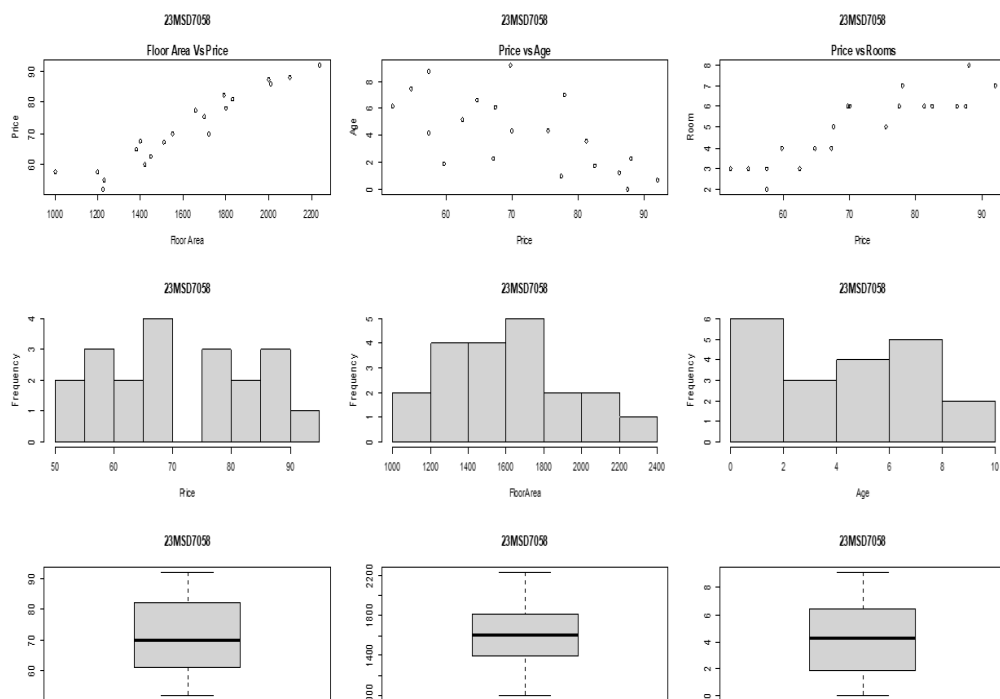 23MSD7058 23MSD7058 23MSD7058
Floor Area Vs Price Price vs Age Price vs Rooms
Price
60 70 80 90
1000 1200 1400 1600 1800 2000 2200
Floor Area
Age
0 2 4 6 8
60 70 80 90
Price
Room
2 3 4 5 6 7 8
60 70 80 90
Price
23MSD7058 23MSD7058 23MSD7058
Frequency
0 1 2 3 4
50 60 70 80 90
Price
Frequency
0 1 2 3 4 5
1000 1200 1400 1600 1800 2000 2200 2400
FloorArea
Frequency
0 1 2 3 4 5 6
0 2 4 6 8 10
Age
23MSD7058 23MSD7058 23MSD7058
60 70 80 90
1400 1800 2200
0 2 4 6 8